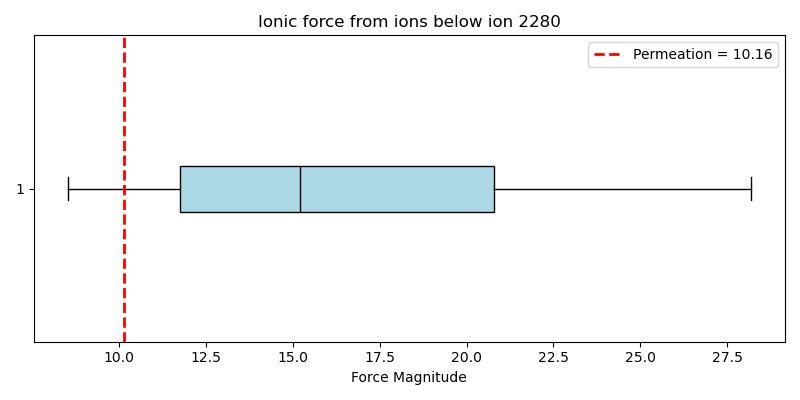 Ionic force from ions below ion 2280
Permeation = 10.16
1
10.0 12.5 15.0 17.5 20.0 22.5 25.0 27.5
Force Magnitude